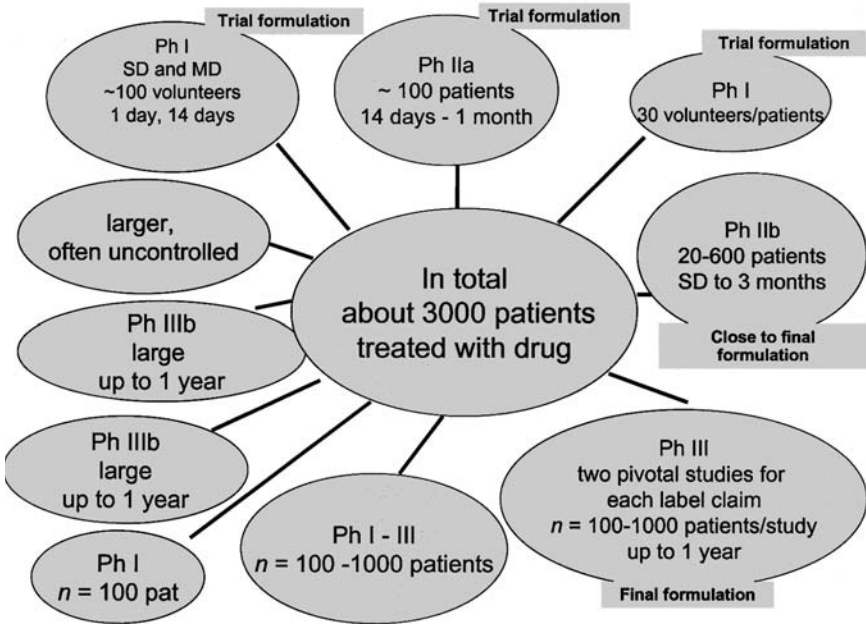 Trial formulation
Ph I
SD and MD
~100 volunteers
1 day, 14 days
Trial formulation
Ph IIa
~ 100 patients
14 days - 1 month
Trial formulation
Ph I
30 volunteers/patients
larger,
often uncontrolled
Ph IIb
20-600 patients
SD to 3 months
Close to final
formulation
In total
about 3000 patients
treated with drug
Ph IIIb
large
up to 1 year
Ph IIIb
large
up to 1 year
Ph I
n = 100 pat
Ph I - III
n = 100 -1000 patients
Ph III
two pivotal studies for
each label claim
n = 100-1000 patients/study
up to 1 year
Final formulation